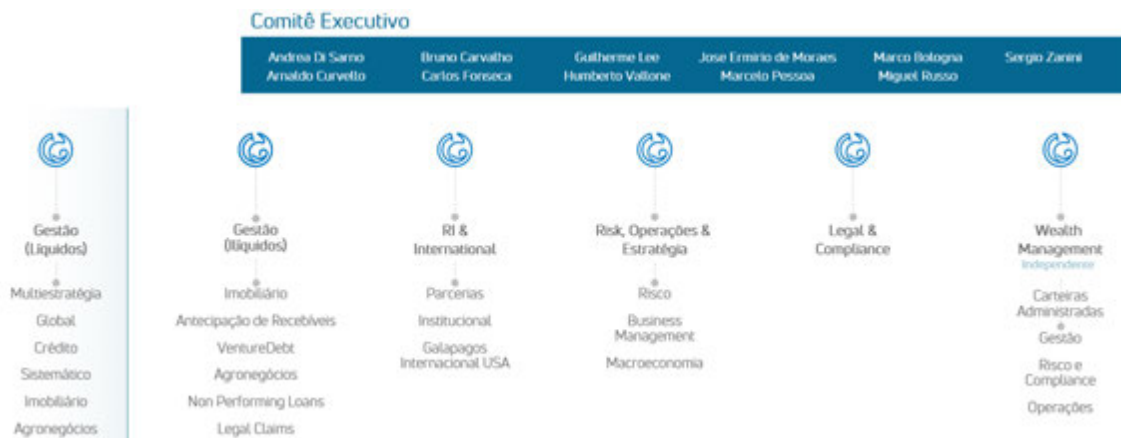 Comitê Executivo
Andrea Di Sarno
Arnaldo Curvello
Bruno Carvalho
Carlos Fonseca
Guilherme Lee
Humberto Vallone
Jose Ermirio de Moraes
Marcelo Pessoa
Marco Bologna
Miguel Russo
Sergio Zanini
Gestão
(Líquidos)
Multiestratégia
Global
Crédito
Sistemático
Imobiliário
Agronegócios
Gestão
(Ilíquidos)
Imobiliário
Antecipação de Recebíveis
VentureDebt
Agronegócios
Non Performing Loans
Legal Claims
RI &
International
Parcerias
Institucional
Galapagos
Internacional USA
Risk, Operações &
Estratégia
Risco
Business
Management
Macroeconomia
Legal &
Compliance
Wealth
Management
Independente
Carteiras
Administradas
Gestão
Risco e
Compliance
Operações